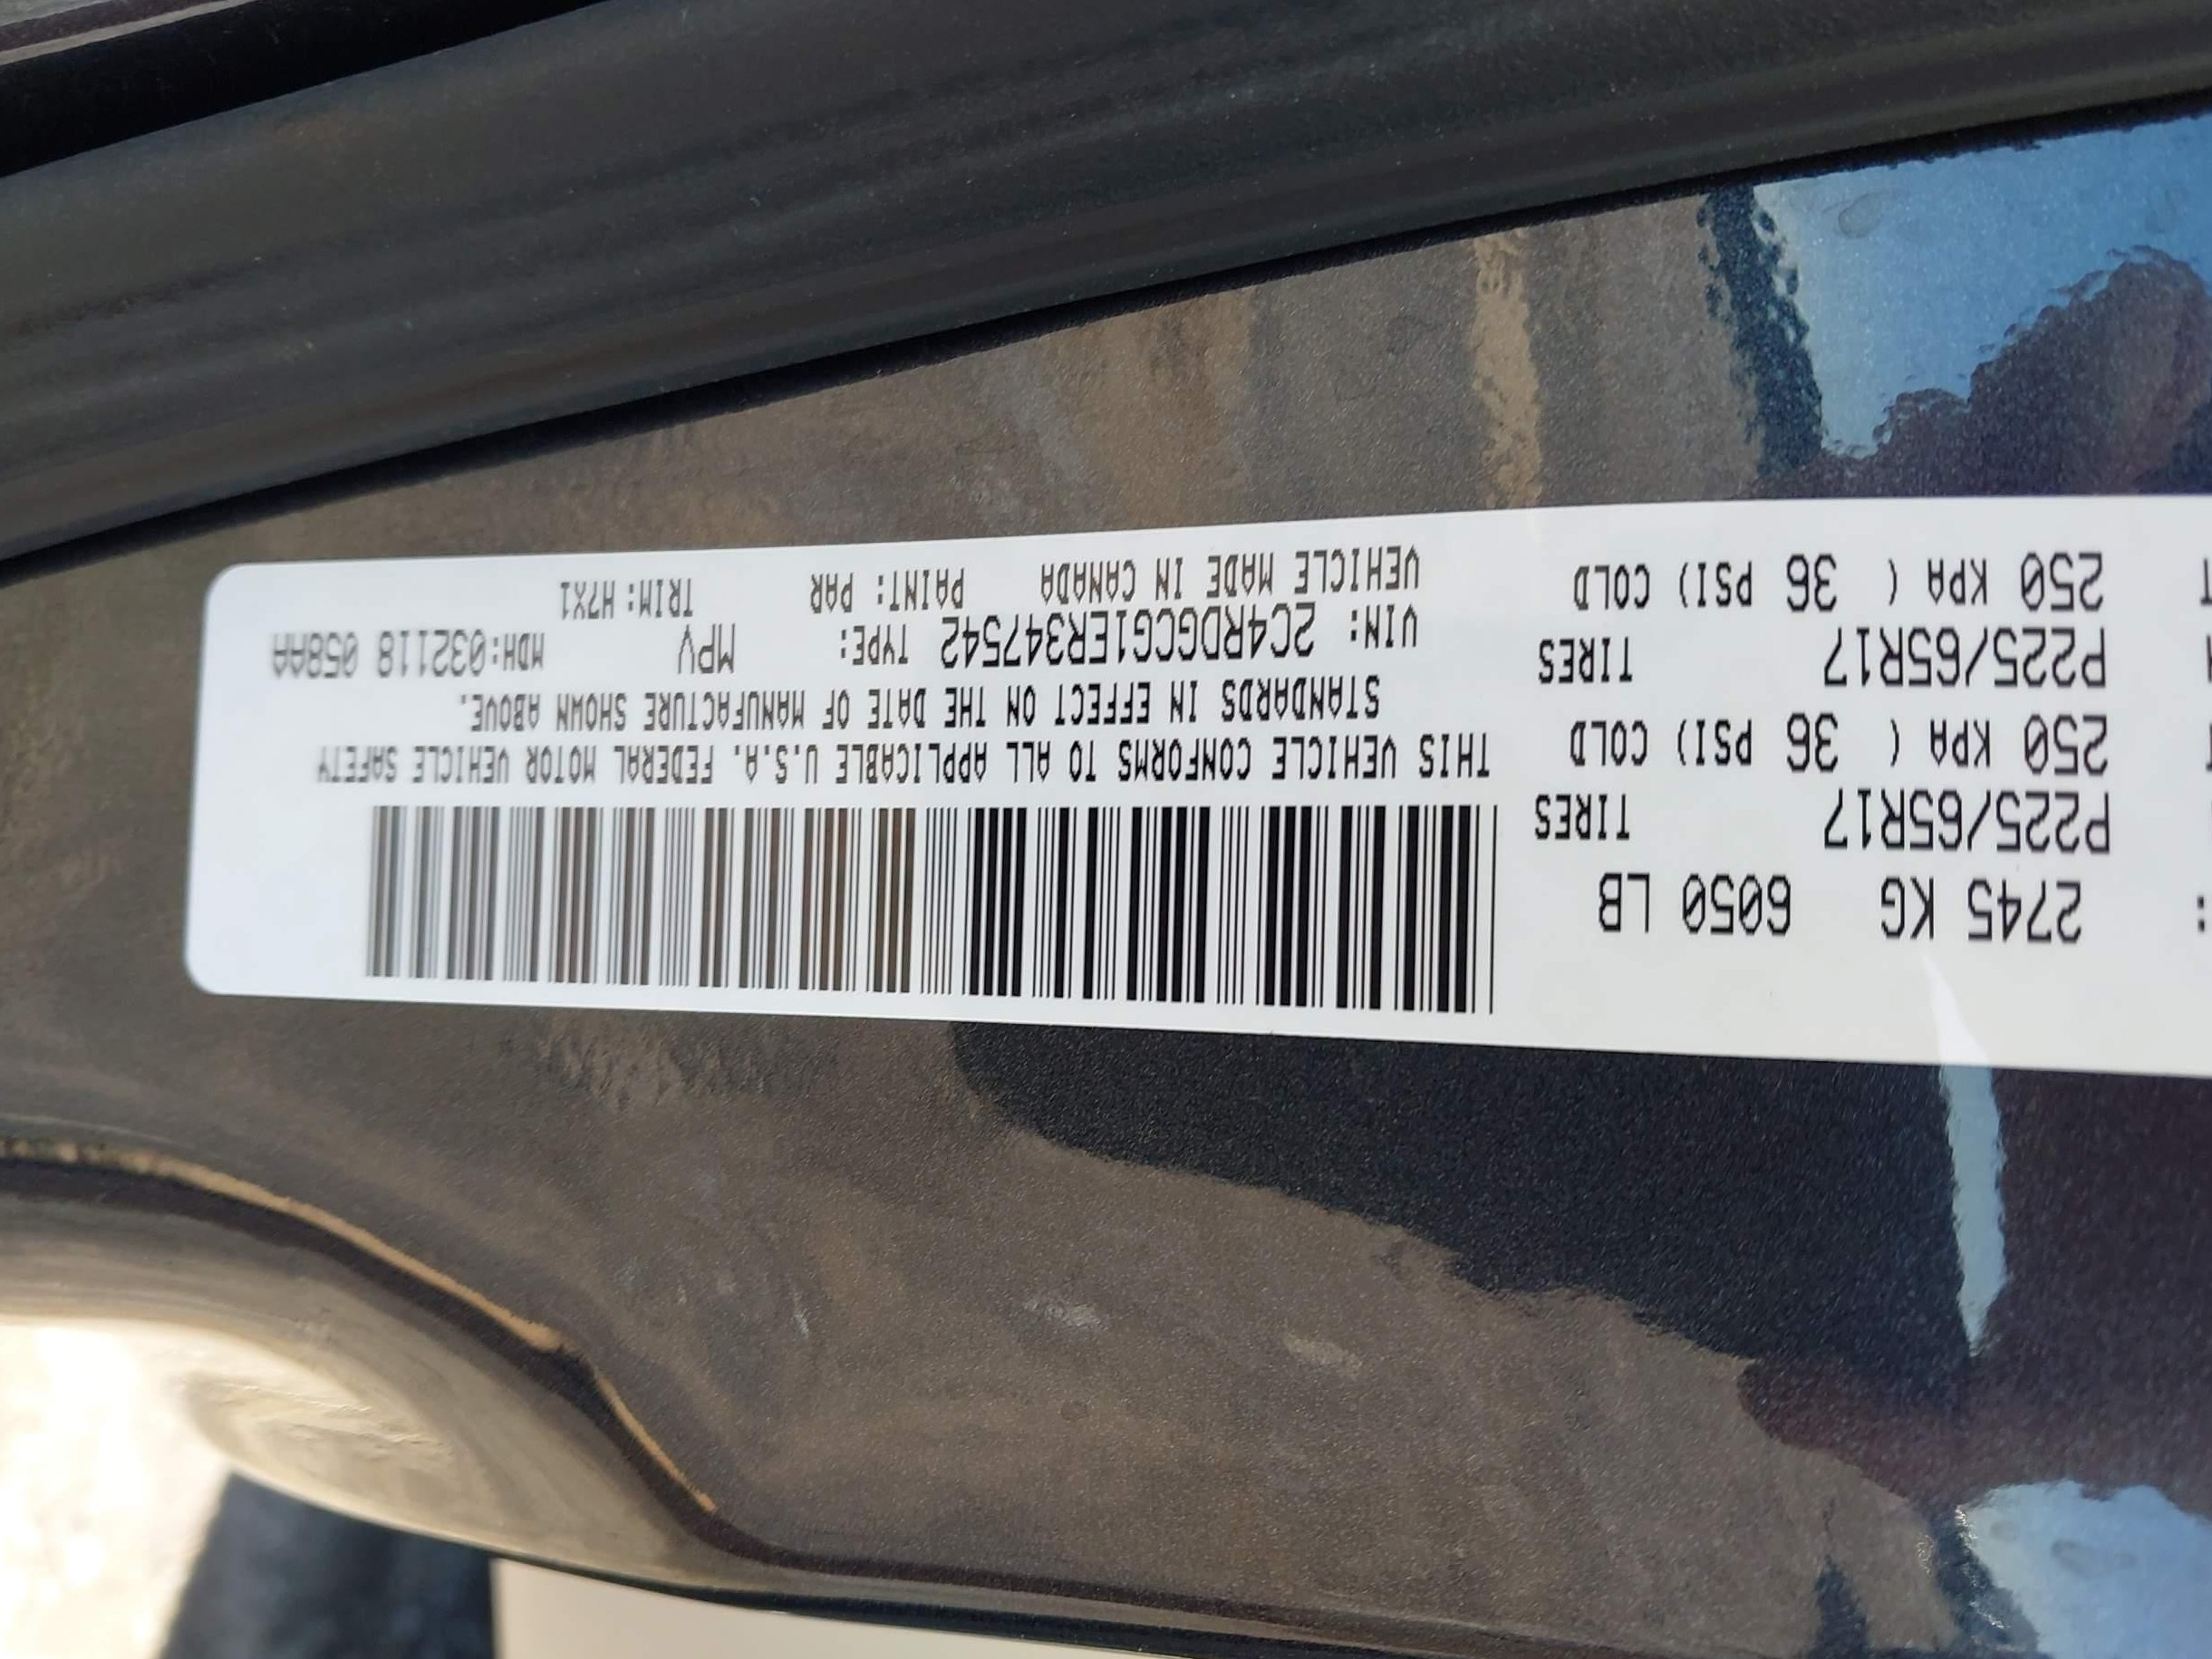 2745 KG 6050 LB
P225/65R17 TIRES
250 KPA ( 36 PSI) COLD
P225/65R17 TIRES
250 KPA ( 36 PSI) COLD
THIS VEHICLE CONFORMS TO ALL APPLICABLE U.S.A. FEDERAL MOTOR VEHICLE SAFETY
STANDARDS IN EFFECT ON THE DATE OF MANUFACTURE SHOWN ABOVE.
VIN: 2C4RDGCG1ER347542 TYPE: MPV MDH:032118 058AA
VEHICLE MADE IN CANADA PAINT: PAR TRIM: H7X1